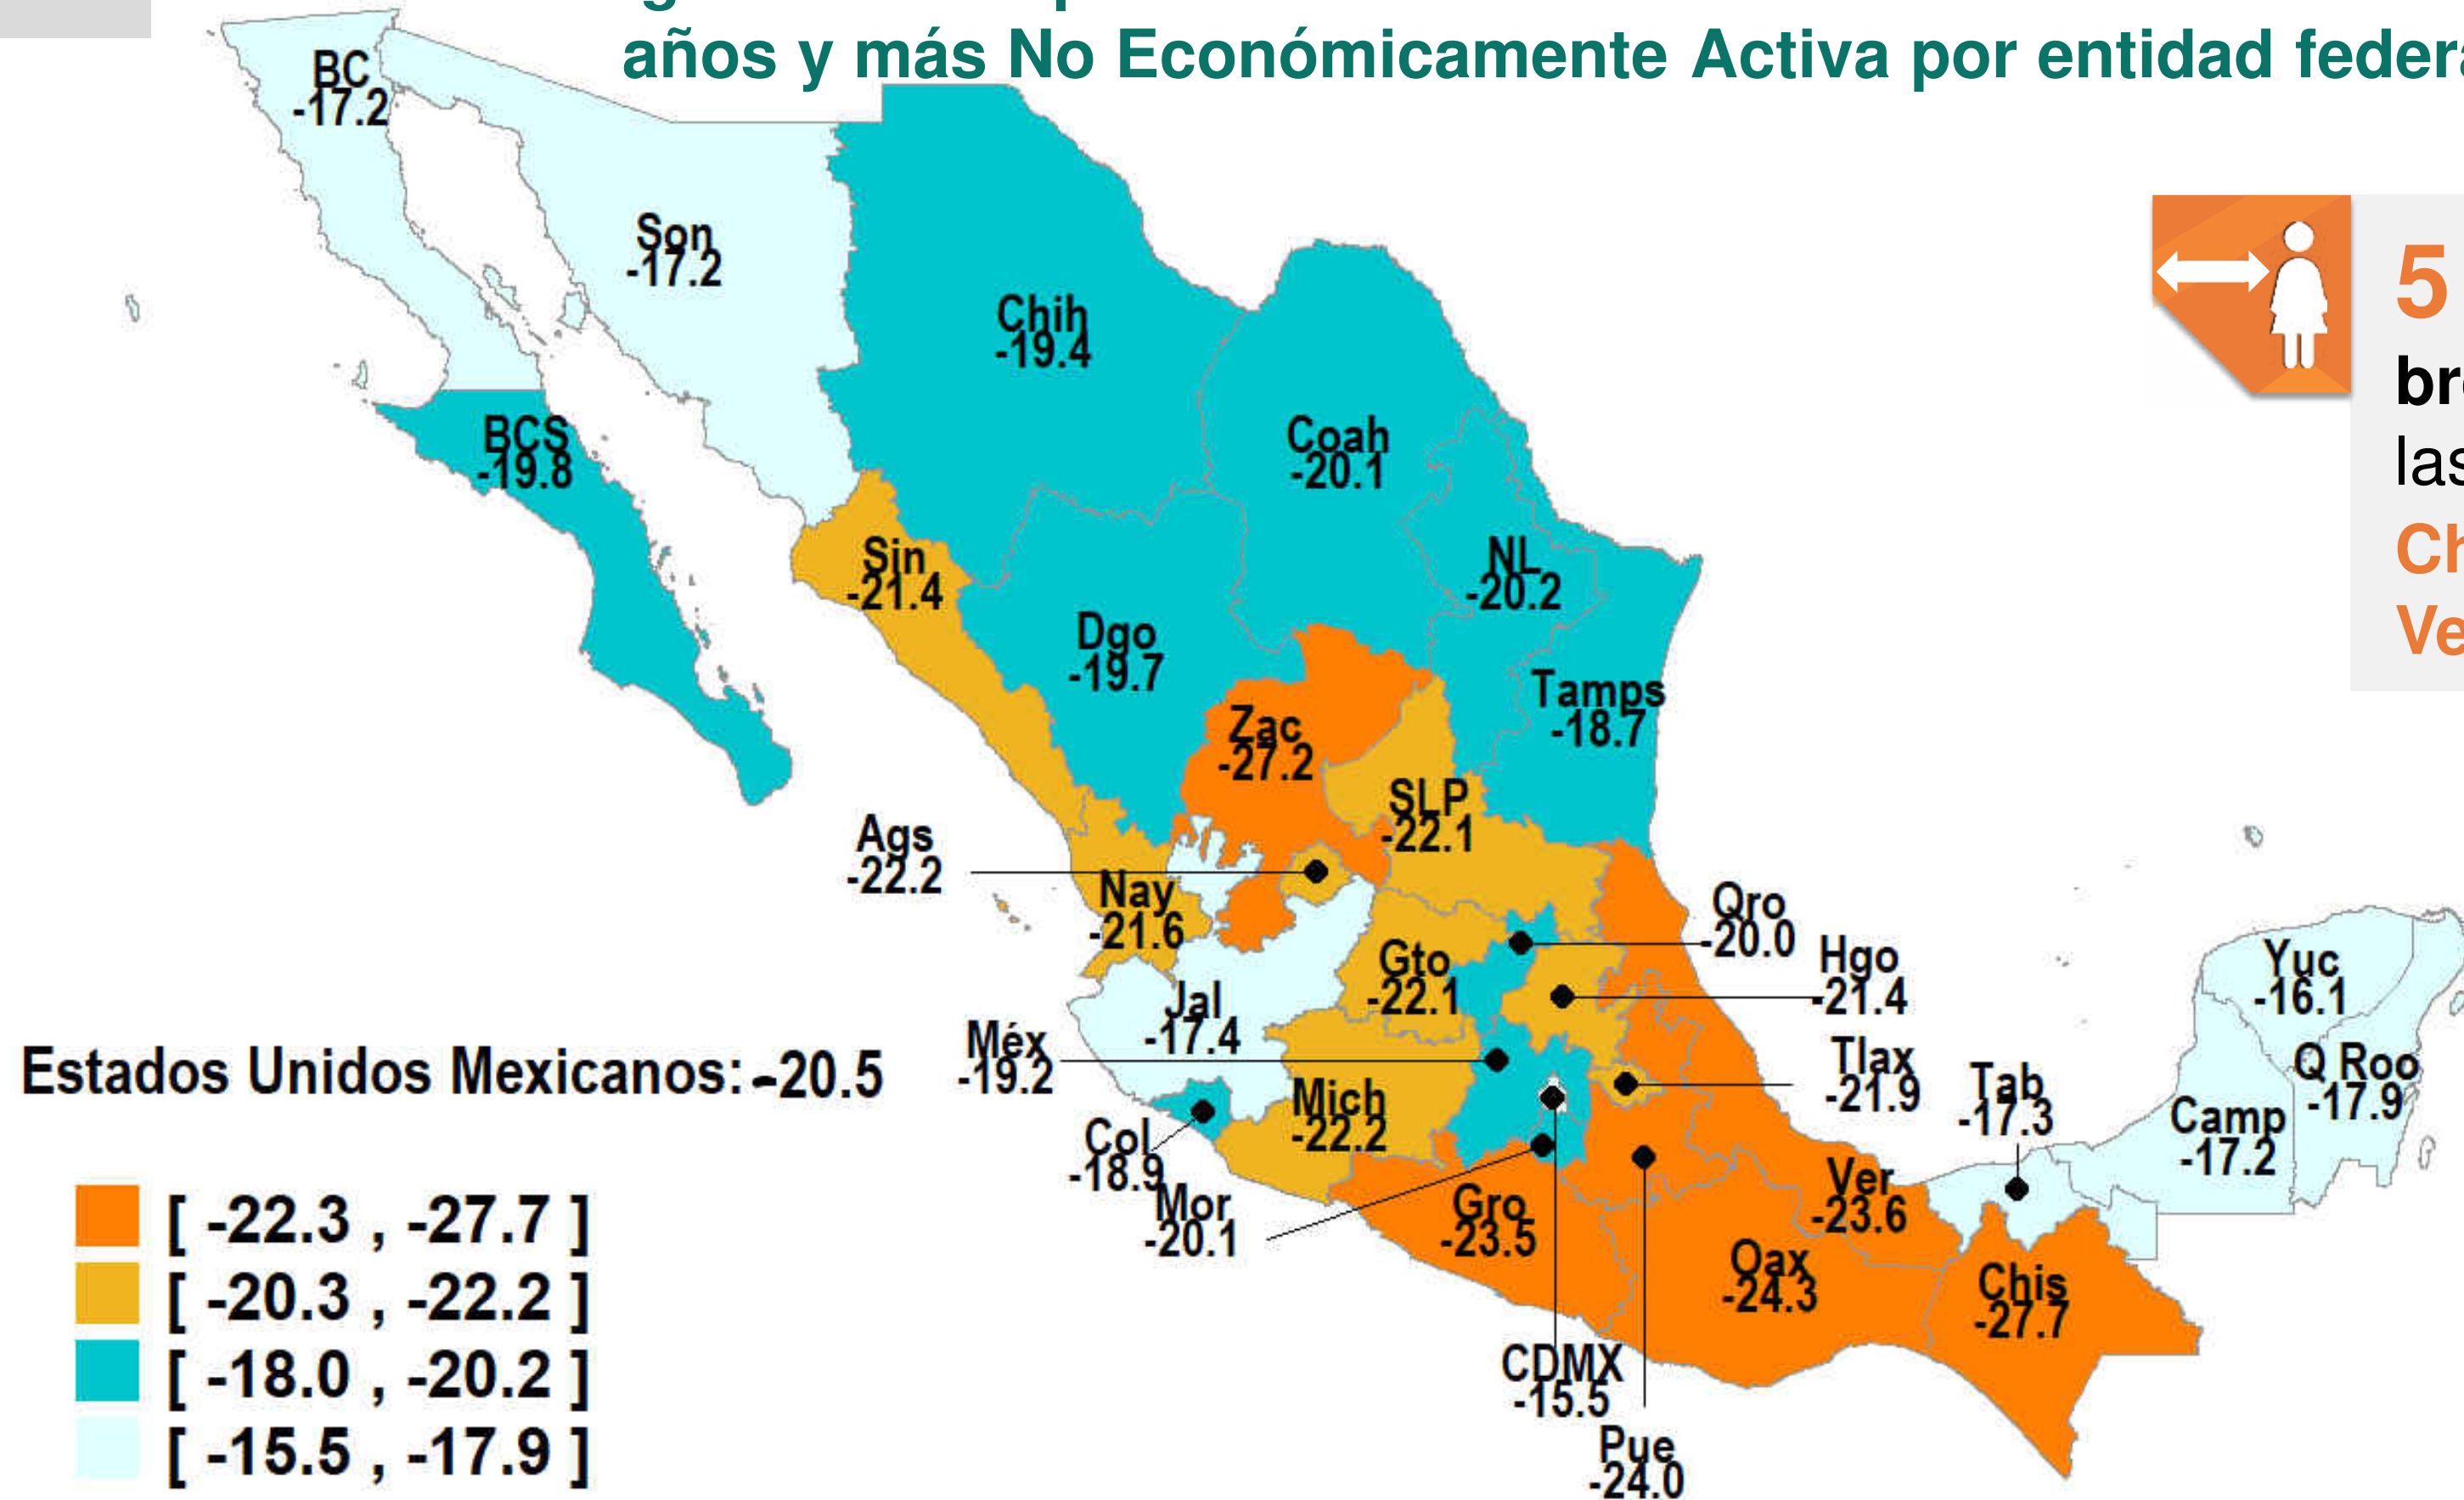 años y más No Económicamente Activa por entidad
BC
-17.2
Son
-17.2
Chih
-19.4
5
Coah
-20.1
las
BCS
-19.8
Sin
-21.4
NL
-20.2
Dgo
-19.7
Tamps
-18.7
Zac
-27.2
SLP
-22.1
Ags
-22.2
Nay
-21.6
Qro
-20.0
Hgo
-21.4
Gto
-22.1
Yuc
-16.1
Jal
-17.4
Méx
-19.2
Tlax
-21.9
Tab
-17.3
Q Roo
-17.9
Estados Unidos Mexicanos: -20.5
Mich
-22.2
Camp
-17.2
Col
-18.9
Mor
-20.1
Gro
-23.5
Ver
-23.6
Oax
-24.3
Chis
-27.7
CDMX
-15.5
Pue
-24.0
[ -22.3 , -27.7 ]
[ -20.3 , -22.2 ]
[ -18.0 , -20.2 ]
[ -15.5 , -17.9 ]